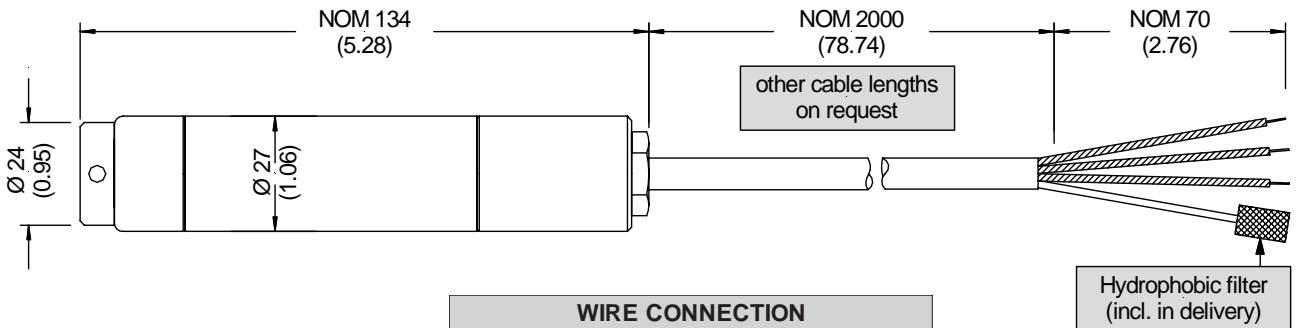 NOM 134
(5.28)
NOM 2000
(78.74)
NOM 70
(2.76)
other cable lengths
on request
Ø 24
(0.95)
Ø 27
(1.06)
Hydrophobic filter
(incl. in delivery)
WIRE CONNECTION